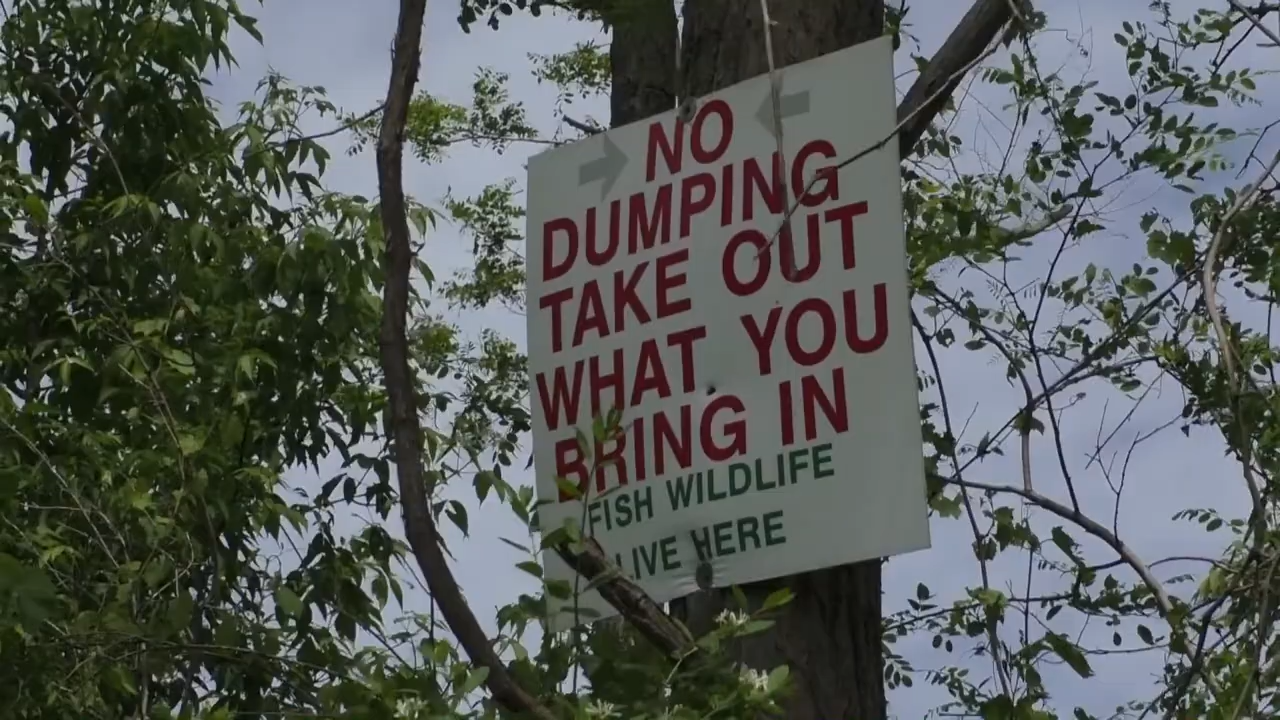 NO
DUMPING
TAKE OUT
WHAT YOU
BRING IN
FISH WILDLIFE
LIVE HERE